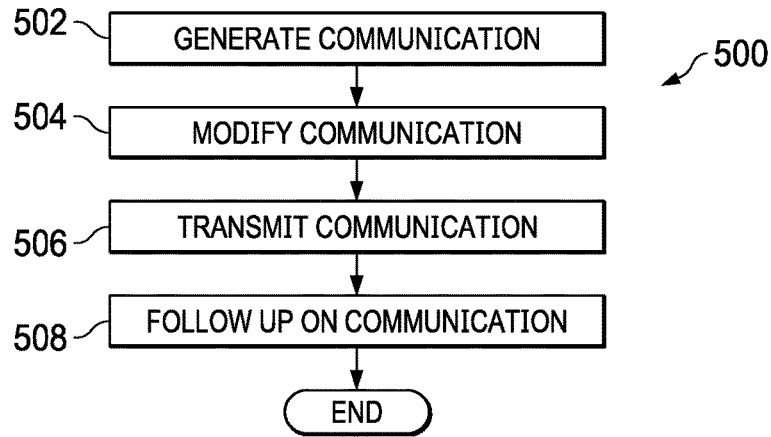 502
GENERATE COMMUNICATION
500
504
MODIFY COMMUNICATION
506
TRANSMIT COMMUNICATION
508
FOLLOW UP ON COMMUNICATION
END